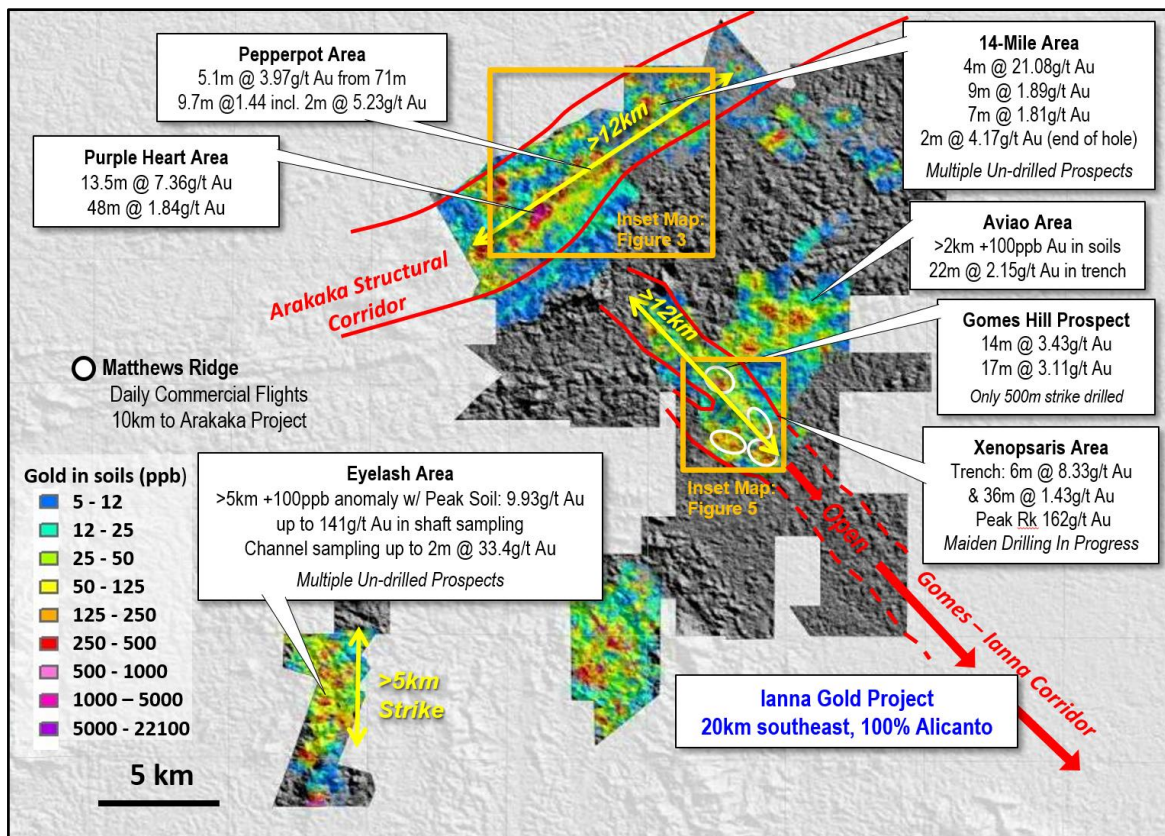 Pepperpot Area
5.1m @ 3.97g/t Au from 71m
9.7m @1.44 incl. 2m @ 5.23g/t Au
14-Mile Area
4m @ 21.08g/t Au
9m @ 1.89g/t Au
7m @ 1.81g/t Au
2m @ 4.17g/t Au (end of hole)
Multiple Un-drilled Prospects
Purple Heart Area
13.5m @ 7.36g/t Au
48m @ 1.84g/t Au
>12km
Inset Map:
Figure 3
Arakaka Structural
Corridor
Aviao Area
>2km +100ppb Au in soils
22m @ 2.15g/t Au in trench
>12km
Gomes Hill Prospect
14m @ 3.43g/t Au
17m @ 3.11g/t Au
Only 500m strike drilled
Matthews Ridge
Daily Commercial Flights
10km to Arakaka Project
Xenopsaris Area
Trench: 6m @ 8.33g/t Au
& 36m @ 1.43g/t Au
Peak Rk 162g/t Au
Maiden Drilling In Progress
Inset Map:
Figure 5
Open
Gomes – Ianna Corridor
Eyelash Area
>5km +100ppb anomaly w/ Peak Soil: 9.93g/t Au
up to 141g/t Au in shaft sampling
Channel sampling up to 2m @ 33.4g/t Au
Multiple Un-drilled Prospects
>5km
Strike
Gold in soils (ppb)
5 - 12
12 - 25
25 - 50
50 - 125
125 - 250
250 - 500
500 - 1000
1000 – 5000
5000 - 22100
5 km
Ianna Gold Project
20km southeast, 100% Alicanto